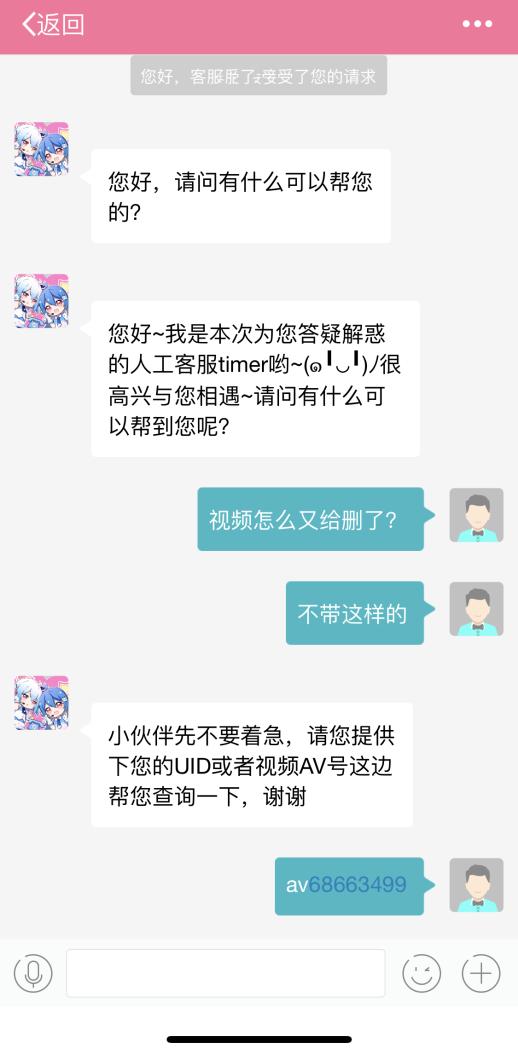 返回
您好，客服
接受了您的请求
您好，请问有什么可以帮您
的？
您好~我是本次为您答疑解惑
的人工客服timer哟~(๑╹◡╹)ﾉ很
高兴与您相遇~请问有什么可
以帮到您呢？
视频怎么又给删了？
不带这样的
小伙伴先不要着急，请您提供
下您的UID或者视频AV号这边
帮您查询一下，谢谢
av68663499